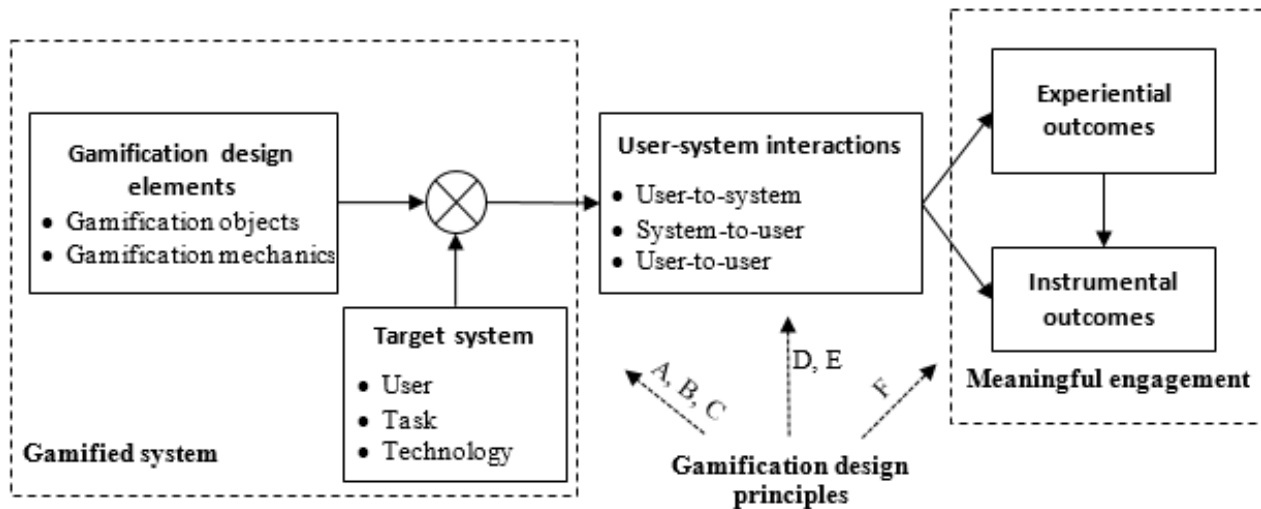 Gamification design
elements
● Gamification objects
● Gamification mechanics
Target system
● User
● Task
● Technology
Gamified system
User-system interactions
● User-to-system
● System-to-user
● User-to-user
Experiential
outcomes
Instrumental
outcomes
Meaningful engagement
A, B, C
D, E
F
Gamification design
principles